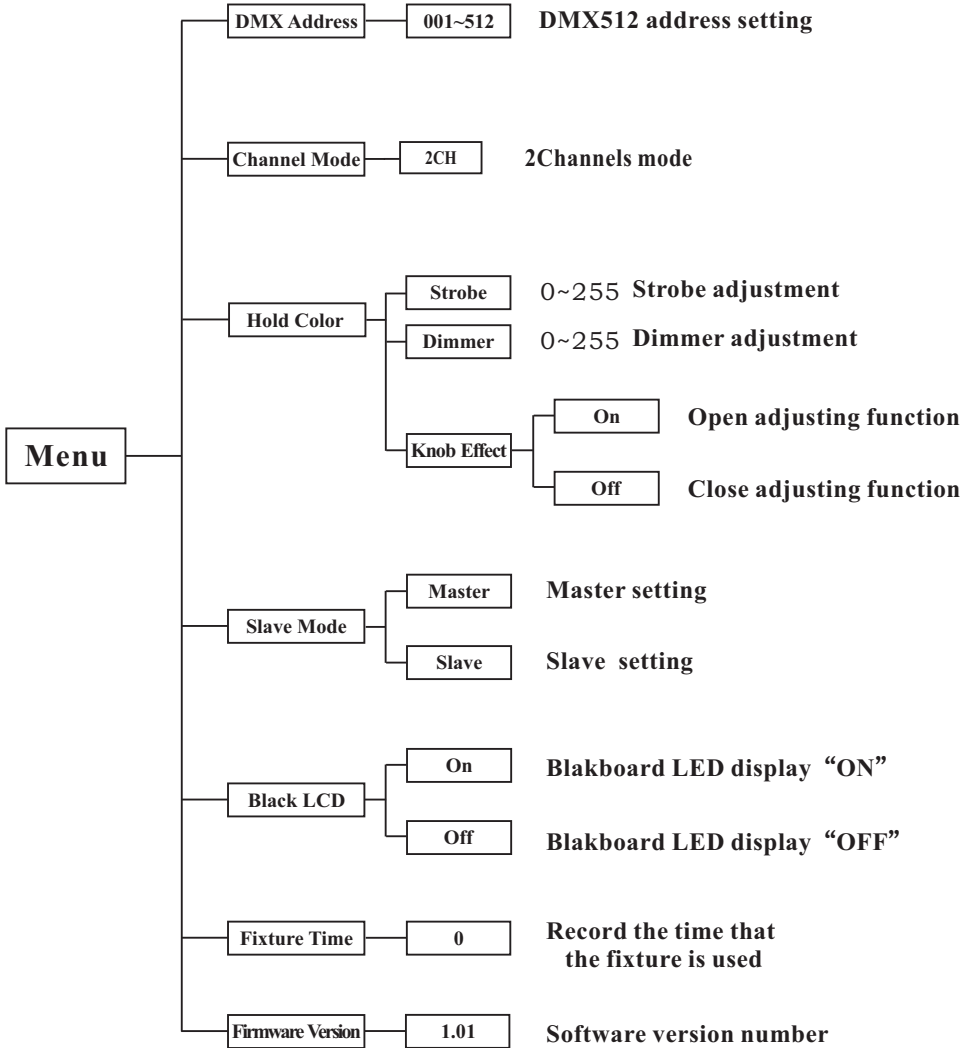 DMX Address 001~512 DMX512 address setting
Channel Mode 2CH 2Channels mode
Strobe 0~255 Strobe adjustment
Hold Color
Dimmer 0~255 Dimmer adjustment
On Open adjusting function
Menu
Knob Effect
Off Close adjusting function
Master Master setting
Slave Mode
Slave Slave setting
On Blakboard LED display “ON”
Black LCD
Off Blakboard LED display “OFF”
Fixture Time 0 Record the time that
the fixture is used
Firmware Version 1.01 Software version number